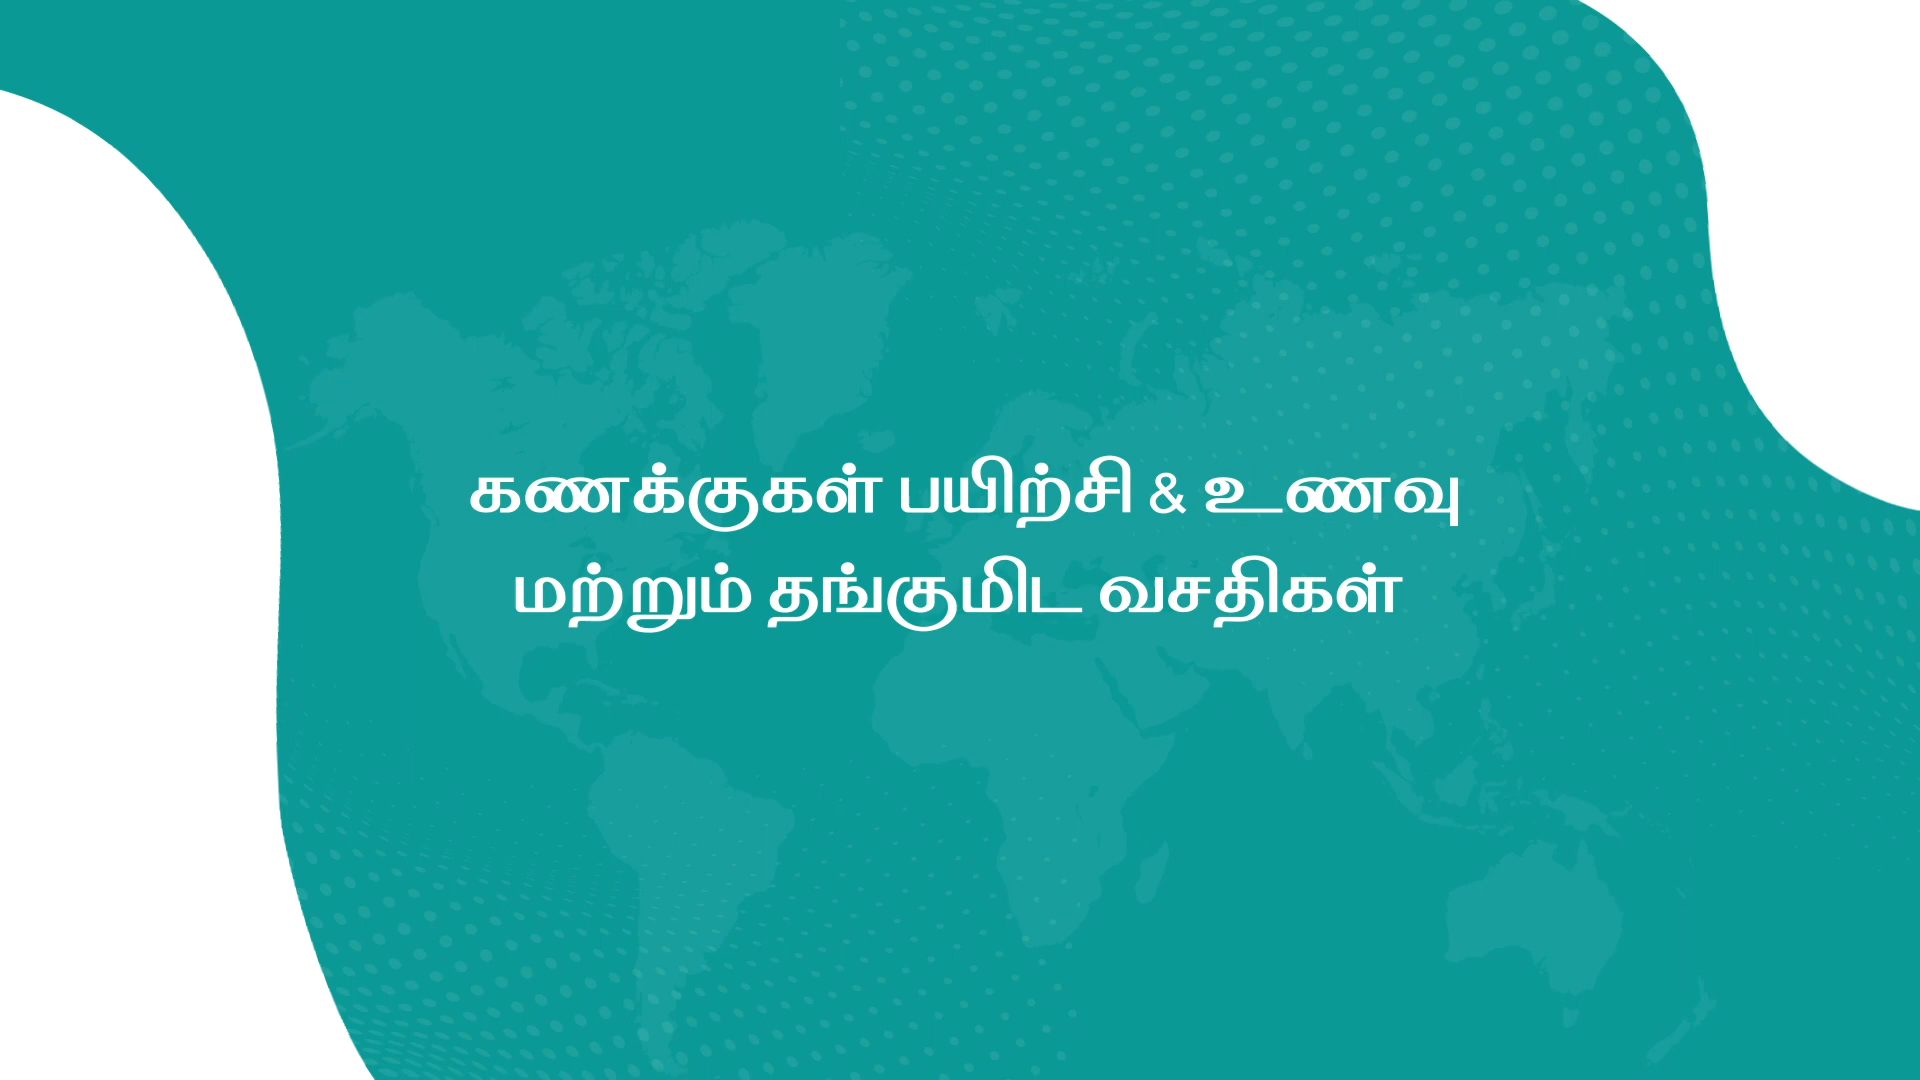 கணக்குகள் பயிற்சி & உணவு
மற்றும் தங்குமிட வசதிகள்